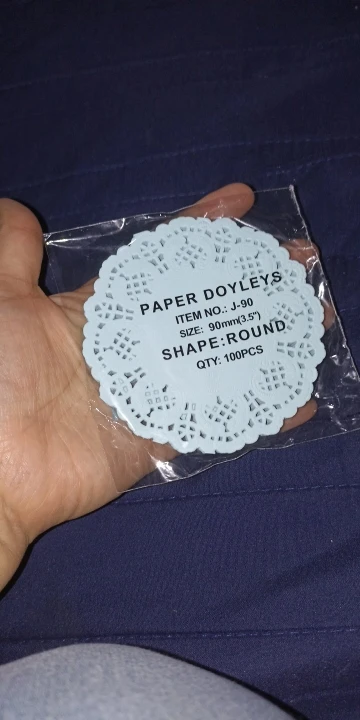 PAPER DOYLEYS
ITEM NO.: J-90
SIZE: 90mm(3.5")
SHAPE:ROUND
QTY: 100PCS